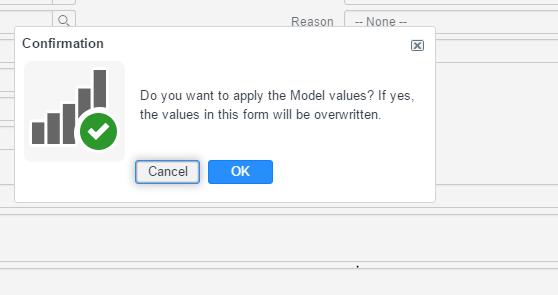 Reason
-- None --
Confirmation
Do you want to apply the Model values? If yes,
the values in this form will be overwritten.
Cancel
OK